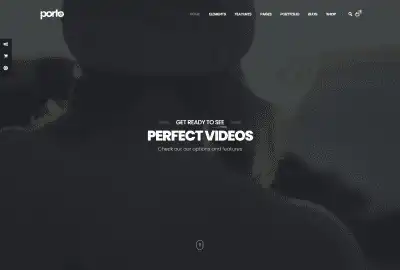 porto
HOME ELEMENTS FEATURES PAGES PORTFOLIO BLOG SHOP
GET READY TO SEE
PERFECT VIDEOS
Check out our options and features